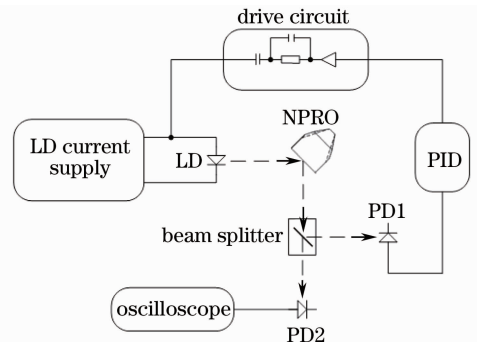 drive circuit
NPRO
LD current
supply
LD
PID
PD1
beam splitter
oscilloscope
PD2